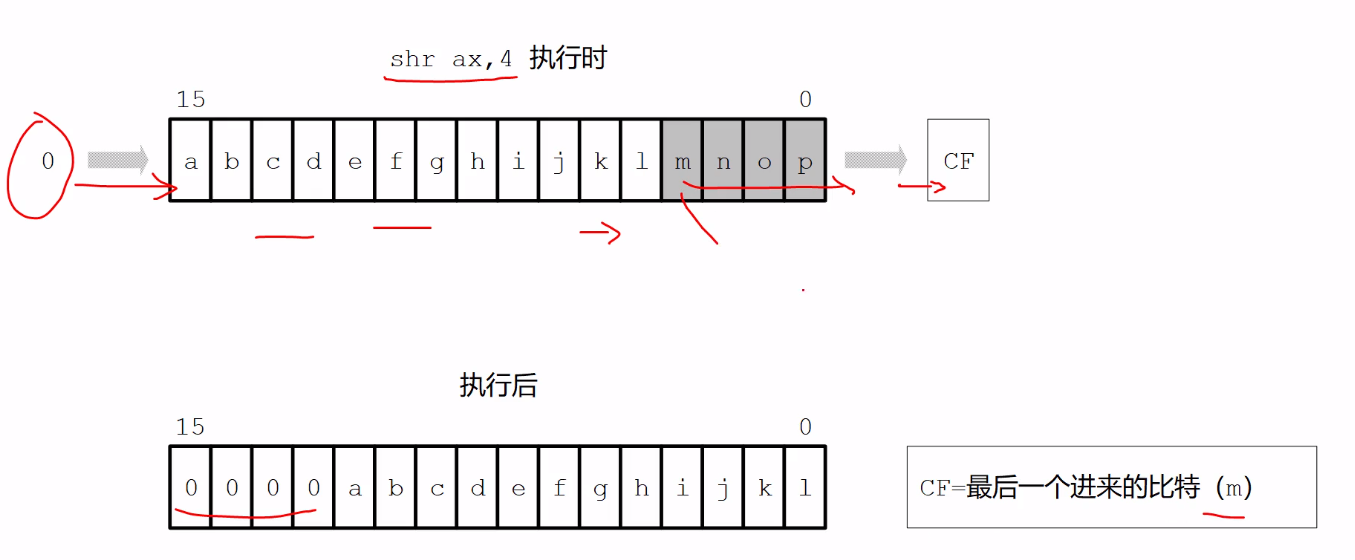 shr ax,4 执行时
15 0
0 a b c d e f g h i j k l m n o p CF
执行后
15 0
0 0 0 0 a b c d e f g h i j k l CF=最后一个进来的比特（m）